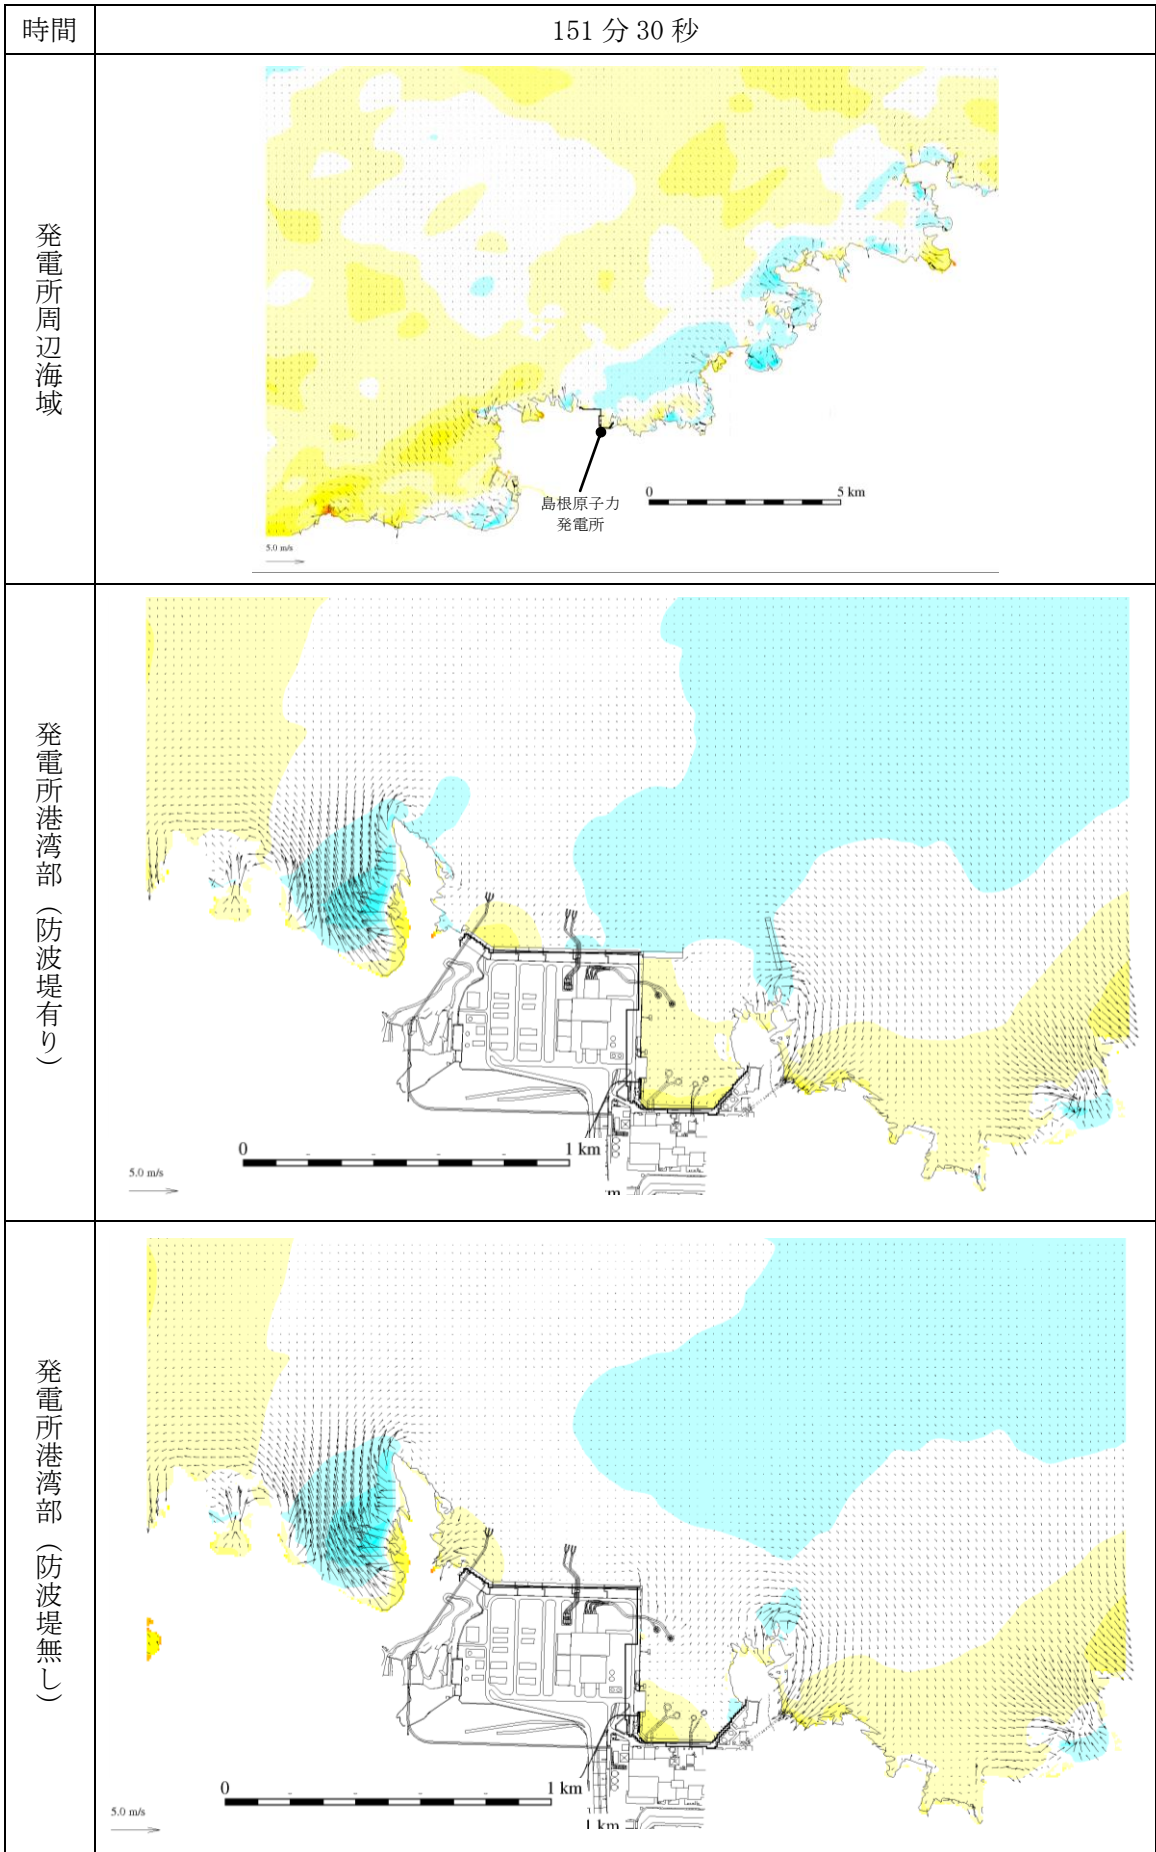 時間
151 分 30 秒
発電所周辺海域
島根原子力
発電所
0
5 km
5.0 m/s
発電所港湾部（防波堤有り）
0
1 km
5.0 m/s
発電所港湾部（防波堤無し）
0
1 km
5.0 m/s